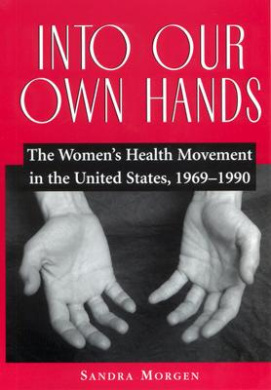 INTO OUR
OWN HANDS
The Women's Health Movement
in the United States, 1969–1990
SANDRA MORGEN